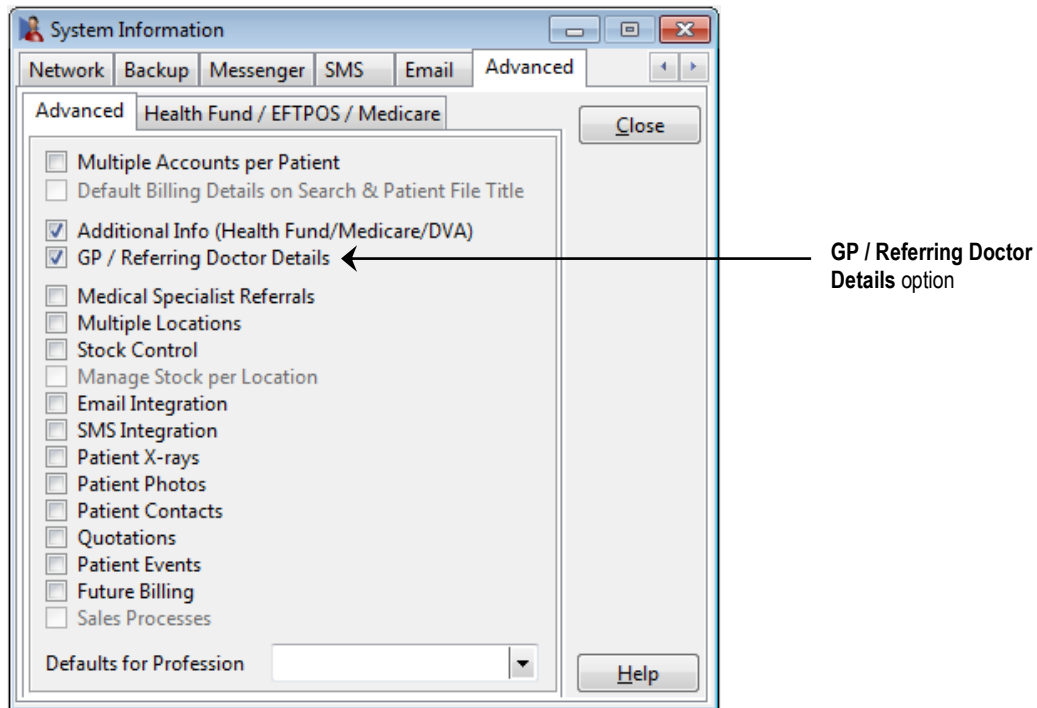 System Information
Network Backup Messenger SMS Email Advanced
Advanced Health Fund / EFTPOS / Medicare
Close
Multiple Accounts per Patient
Default Billing Details on Search & Patient File Title
Additional Info (Health Fund/Medicare/DVA)
GP / Referring Doctor Details
GP / Referring Doctor
Details option
Medical Specialist Referrals
Multiple Locations
Stock Control
Manage Stock per Location
Email Integration
SMS Integration
Patient X-rays
Patient Photos
Patient Contacts
Quotations
Patient Events
Future Billing
Sales Processes
Defaults for Profession
Help